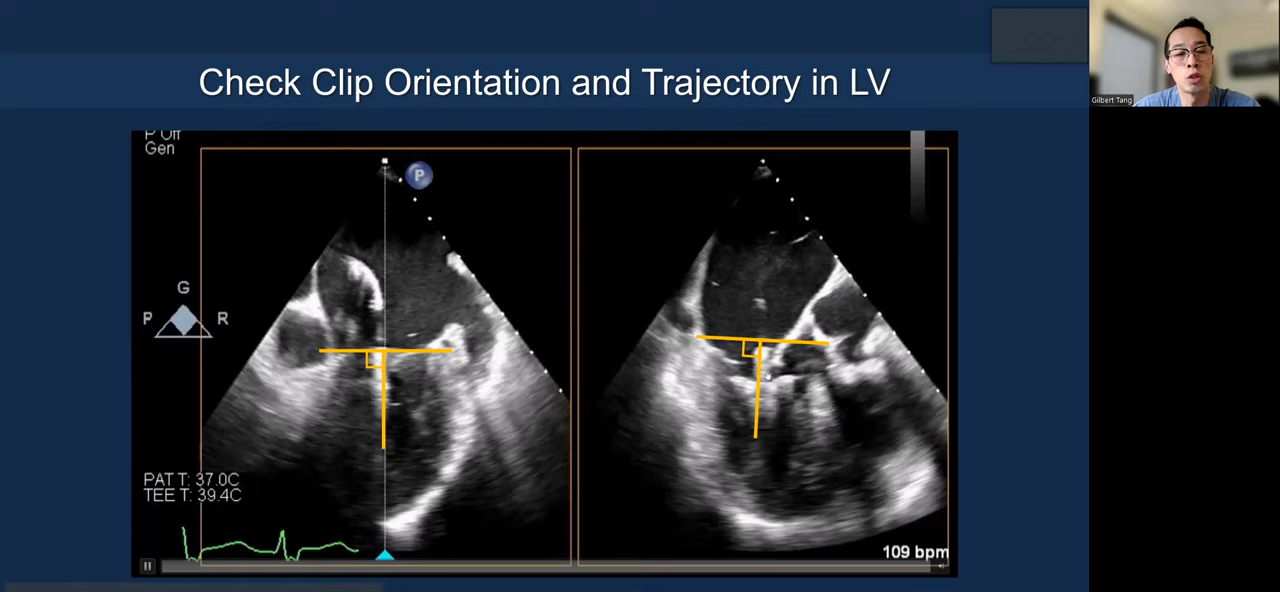 Check Clip Orientation and Trajectory in LV
Gilbert Tang
P Off
Gen
P
G
P R
PAT T: 37.0C
TEE T: 39.4C
109 bpm